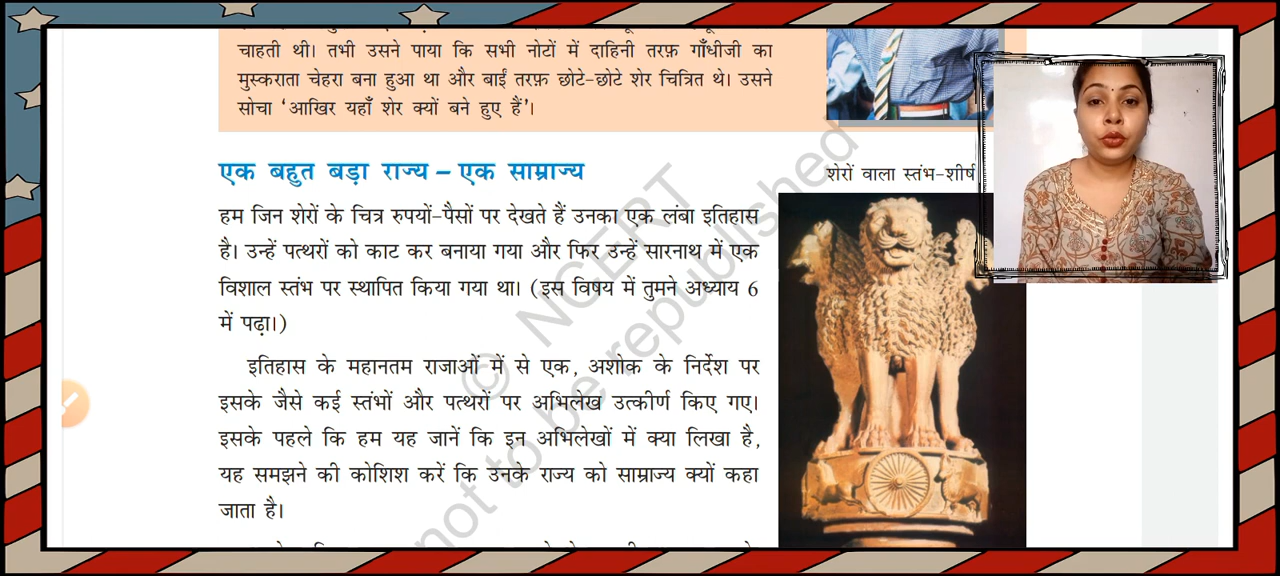 चाहती थी। तभी उसने पाया कि सभी नोटों में दाहिनी तरफ़ गाँधीजी का
मुस्कराता चेहरा बना हुआ था और बाईं तरफ़ छोटे-छोटे शेर चित्रित थे। उसने
सोचा ‘आखिर यहाँ शेर क्यों बने हुए हैं’।
एक बहुत बड़ा राज्य – एक साम्राज्य
शेरों वाला स्तंभ-शीर्ष
हम जिन शेरों के चित्र रुपयों-पैसों पर देखते हैं उनका एक लंबा इतिहास
है। उन्हें पत्थरों को काट कर बनाया गया और फिर उन्हें सारनाथ में एक
विशाल स्तंभ पर स्थापित किया गया था। (इस विषय में तुमने अध्याय 6
में पढ़ा।)
इतिहास के महानतम राजाओं में से एक, अशोक के निर्देश पर
इसके जैसे कई स्तंभों और पत्थरों पर अभिलेख उत्कीर्ण किए गए।
इसके पहले कि हम यह जानें कि इन अभिलेखों में क्या लिखा है,
यह समझने की कोशिश करें कि उनके राज्य को साम्राज्य क्यों कहा
जाता है।
© NCERT
not to be republished